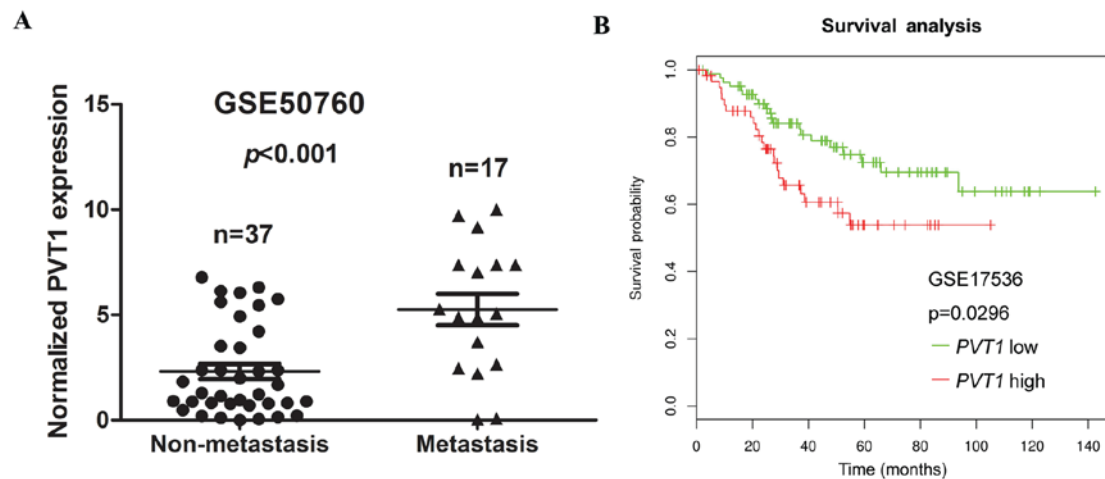 A
GSE50760
p<0.001
n=37
n=17
Normalized PVT1 expression
15
10
5
0
Non-metastasis
Metastasis
B
Survival analysis
Survival probability
1.0
0.8
0.6
0.4
0.2
0.0
GSE17536
p=0.0296
PVT1 low
PVT1 high
0 20 40 60 80 100 120 140
Time (months)